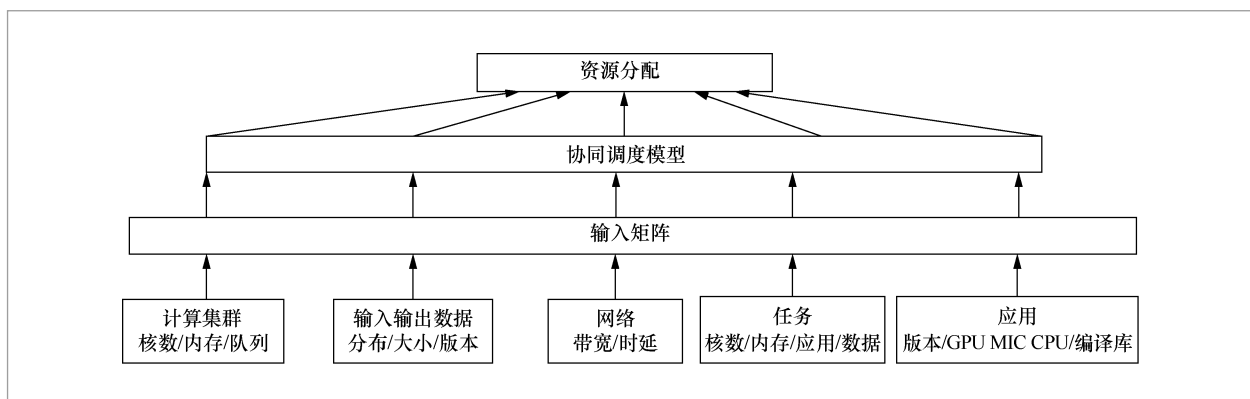 资源分配
协同调度模型
输入矩阵
计算集群
核数/内存/队列
输入输出数据
分布/大小/版本
网络
带宽/时延
任务
核数/内存/应用/数据
应用
版本/GPU MIC CPU/编译库